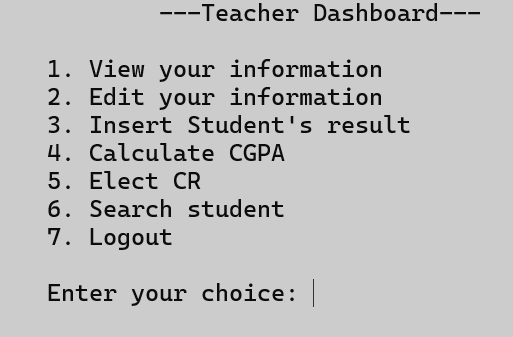 ---Teacher Dashboard---
1. View your information
2. Edit your information
3. Insert Student's result
4. Calculate CGPA
5. Elect CR
6. Search student
7. Logout
Enter your choice: